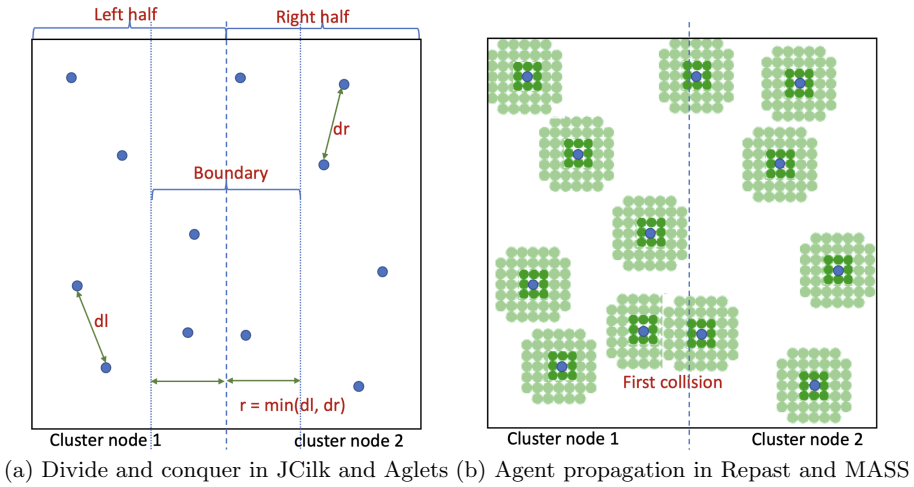 Left half
Right half
dr
Boundary
dl
r = min(dl, dr)
Cluster node 1
cluster node 2
First collision
Cluster node 1
Cluster node 2
(a) Divide and conquer in JCilk and Aglets
(b) Agent propagation in Repast and MASS